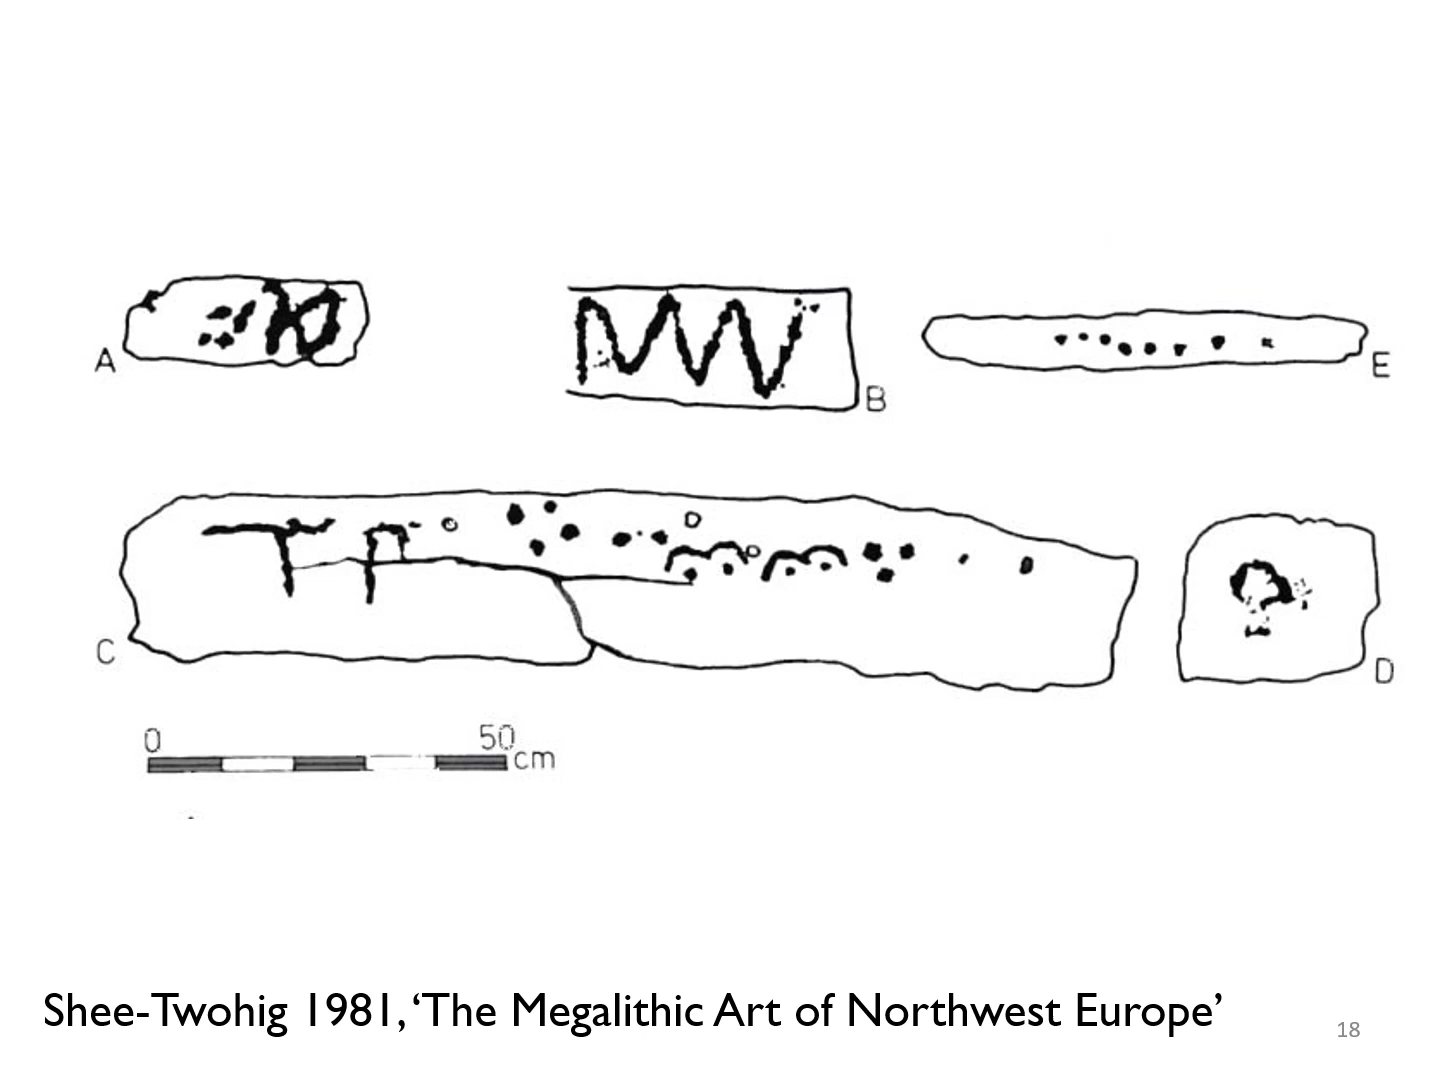 A
B
E
C
D
0 50 cm
Shee-Twohig 1981, ‘The Megalithic Art of Northwest Europe’
18